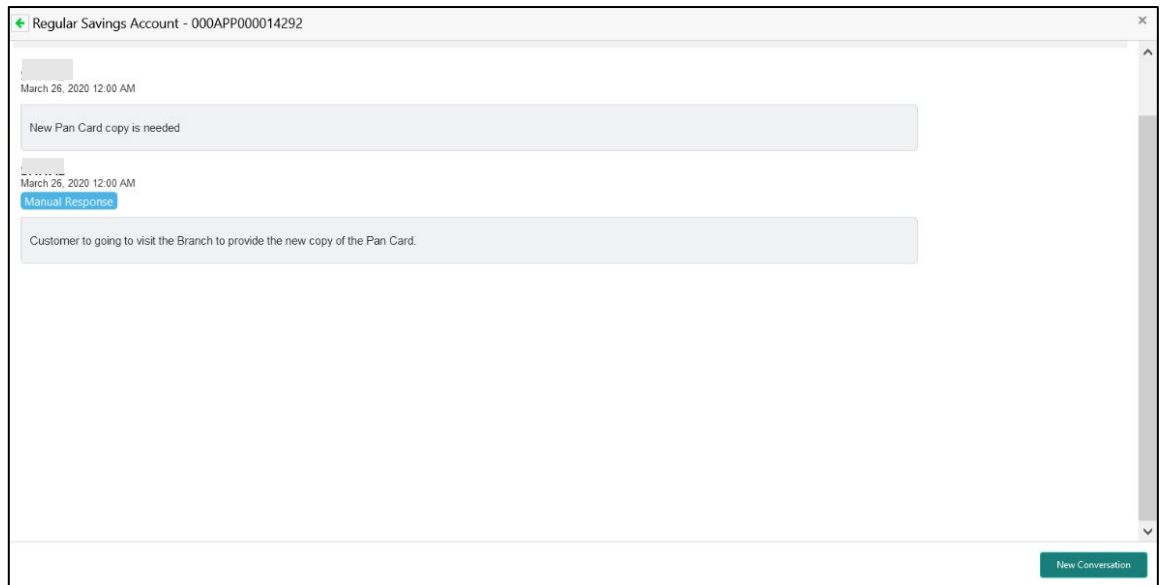 Regular Savings Account - 000APP000014292
March 26, 2020 12:00 AM
New Pan Card copy is needed
March 26, 2020 12:00 AM
Manual Response
Customer to going to visit the Branch to provide the new copy of the Pan Card.
New Conversation